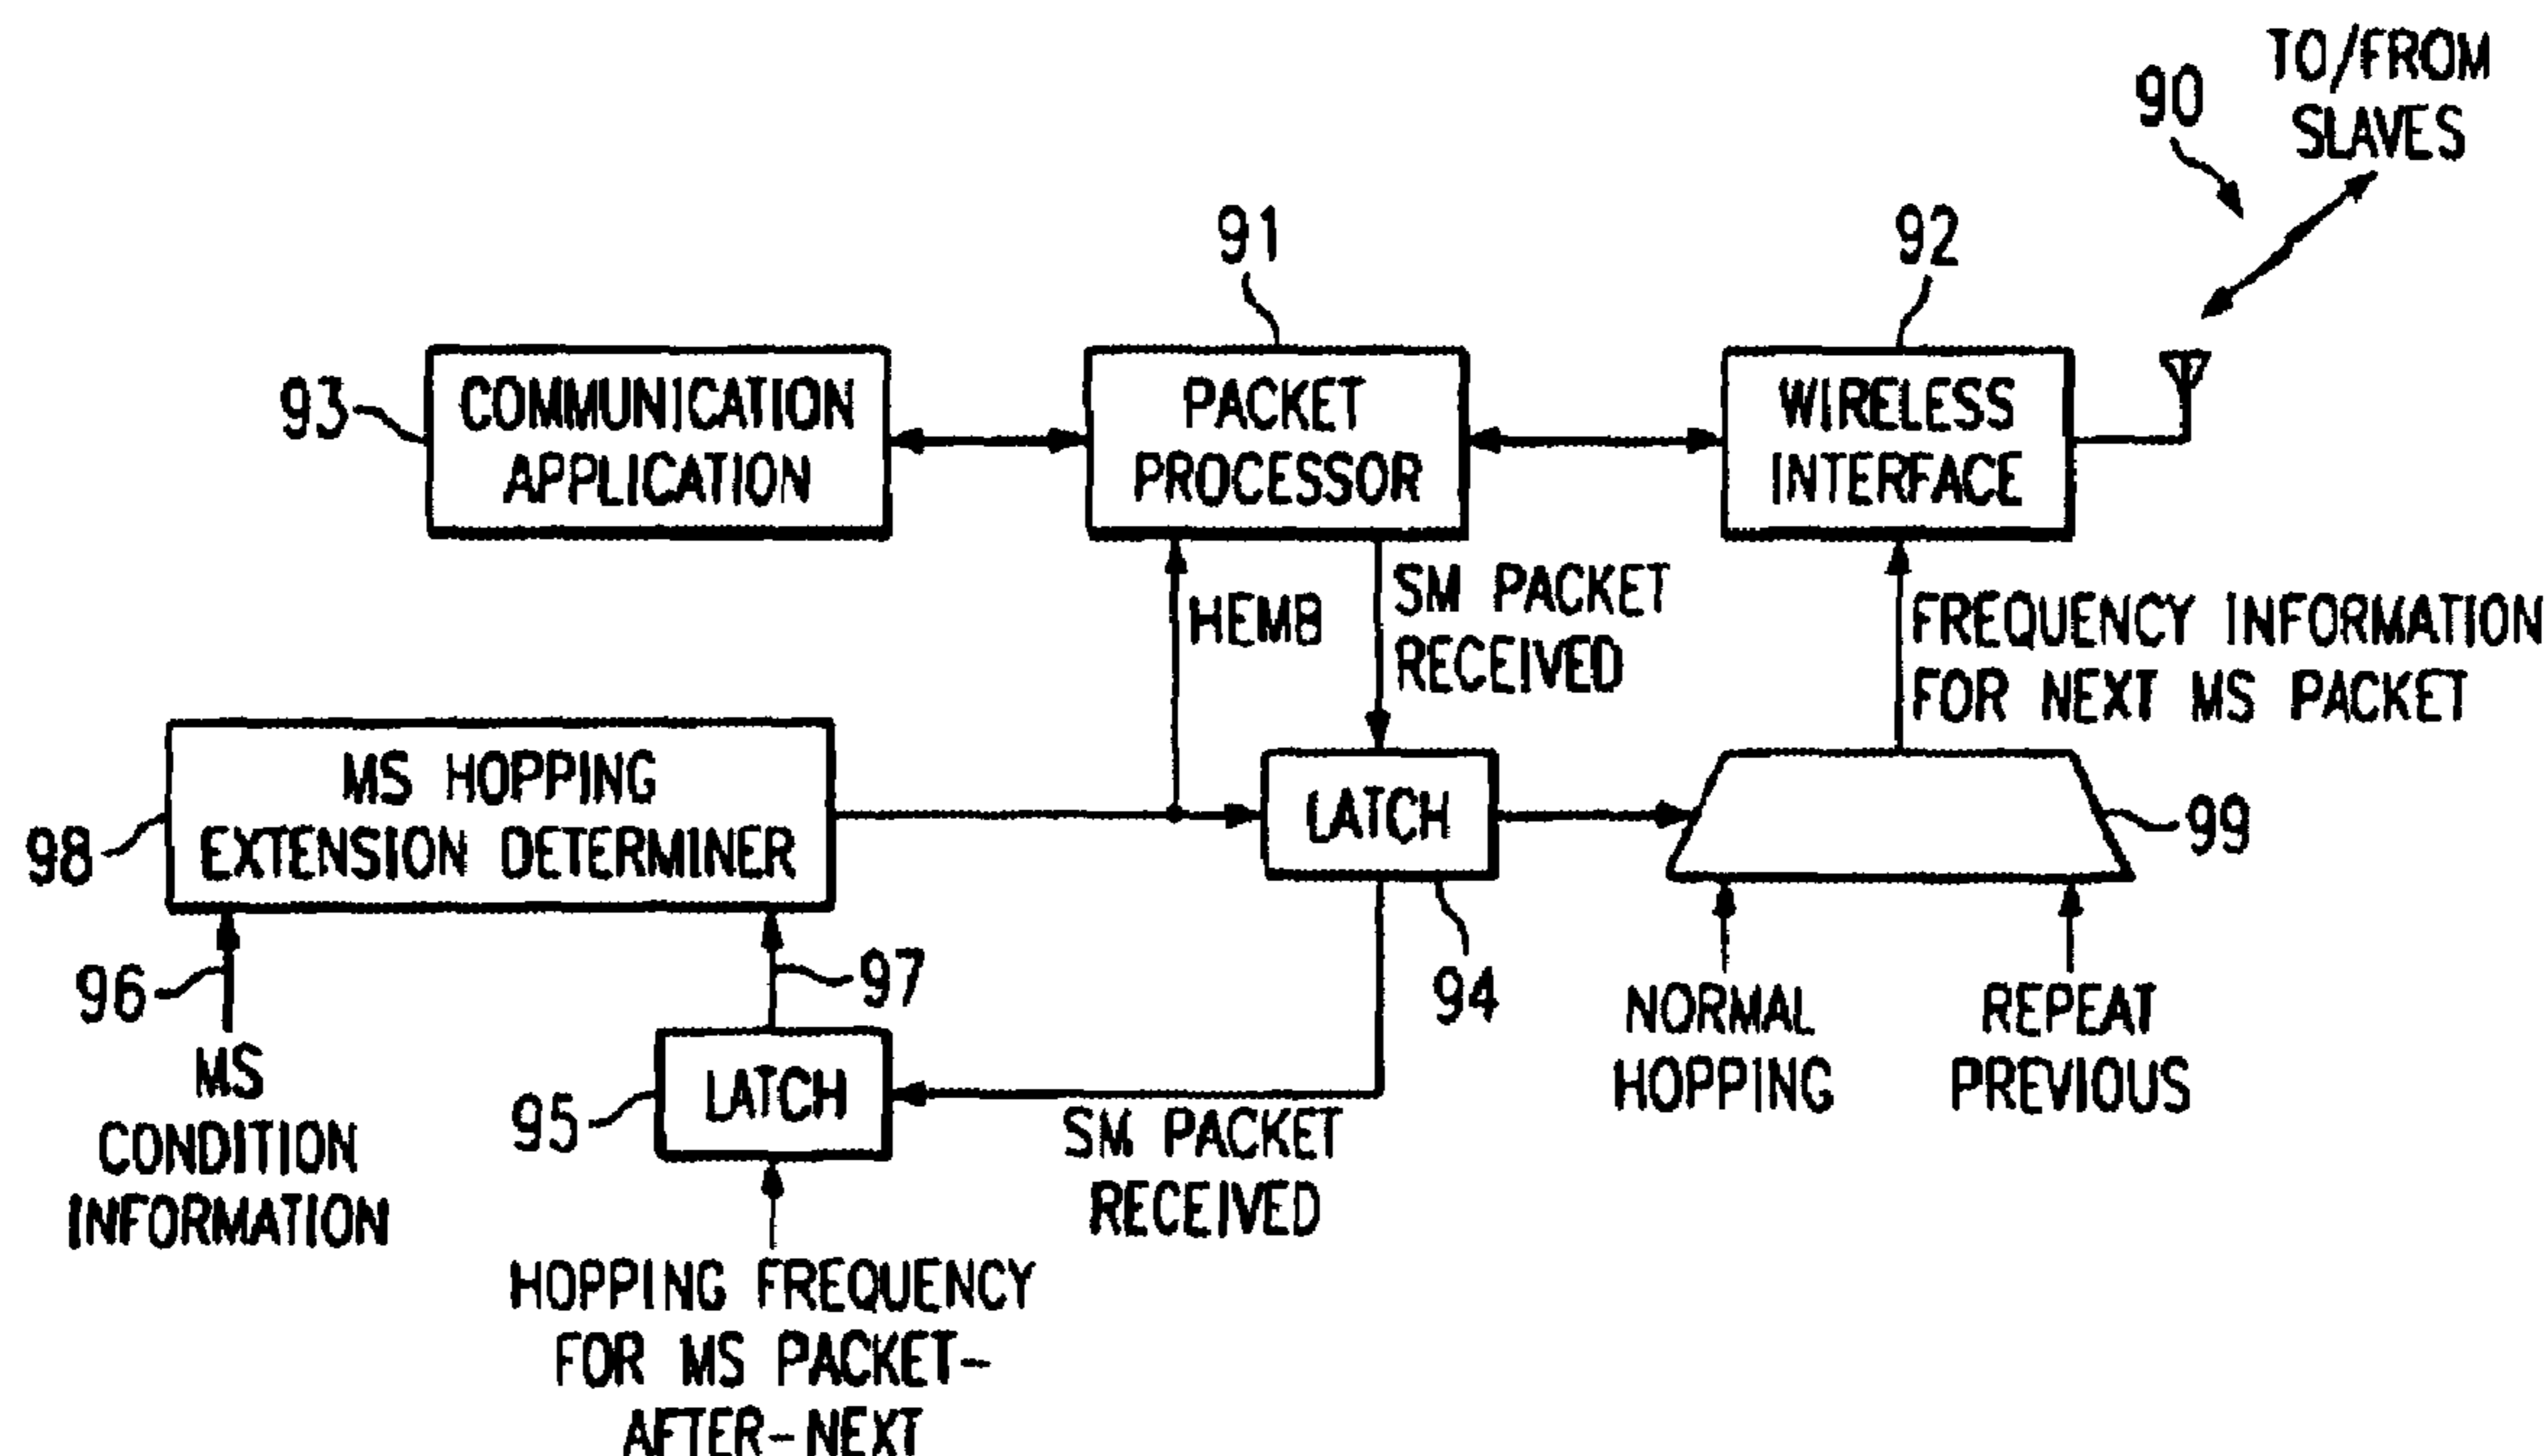 TO/FROM
SLAVES
90
91
92
93
COMMUNICATION
APPLICATION
PACKET
PROCESSOR
WIRELESS
INTERFACE
HEMB
SM PACKET
RECEIVED
FREQUENCY INFORMATION
FOR NEXT MS PACKET
98
MS HOPPING
EXTENSION DETERMINER
LATCH
99
96
97
94
MS
CONDITION
INFORMATION
95
LATCH
SM PACKET
RECEIVED
NORMAL
HOPPING
REPEAT
PREVIOUS
HOPPING FREQUENCY
FOR MS PACKET-
AFTER-NEXT